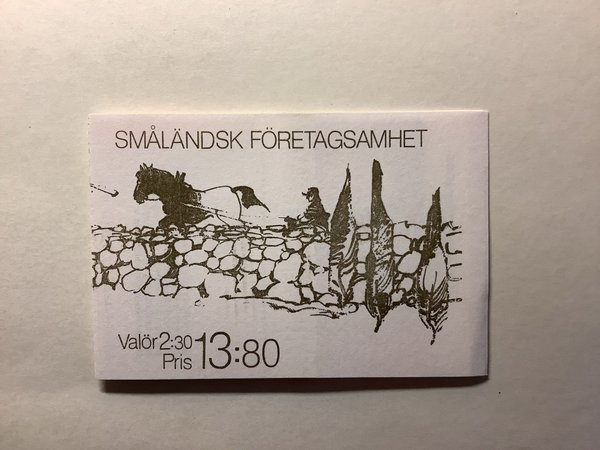 SMÅLÄNDSK FÖRETAGSAMHET
Valör 2:30
Pris 13:80